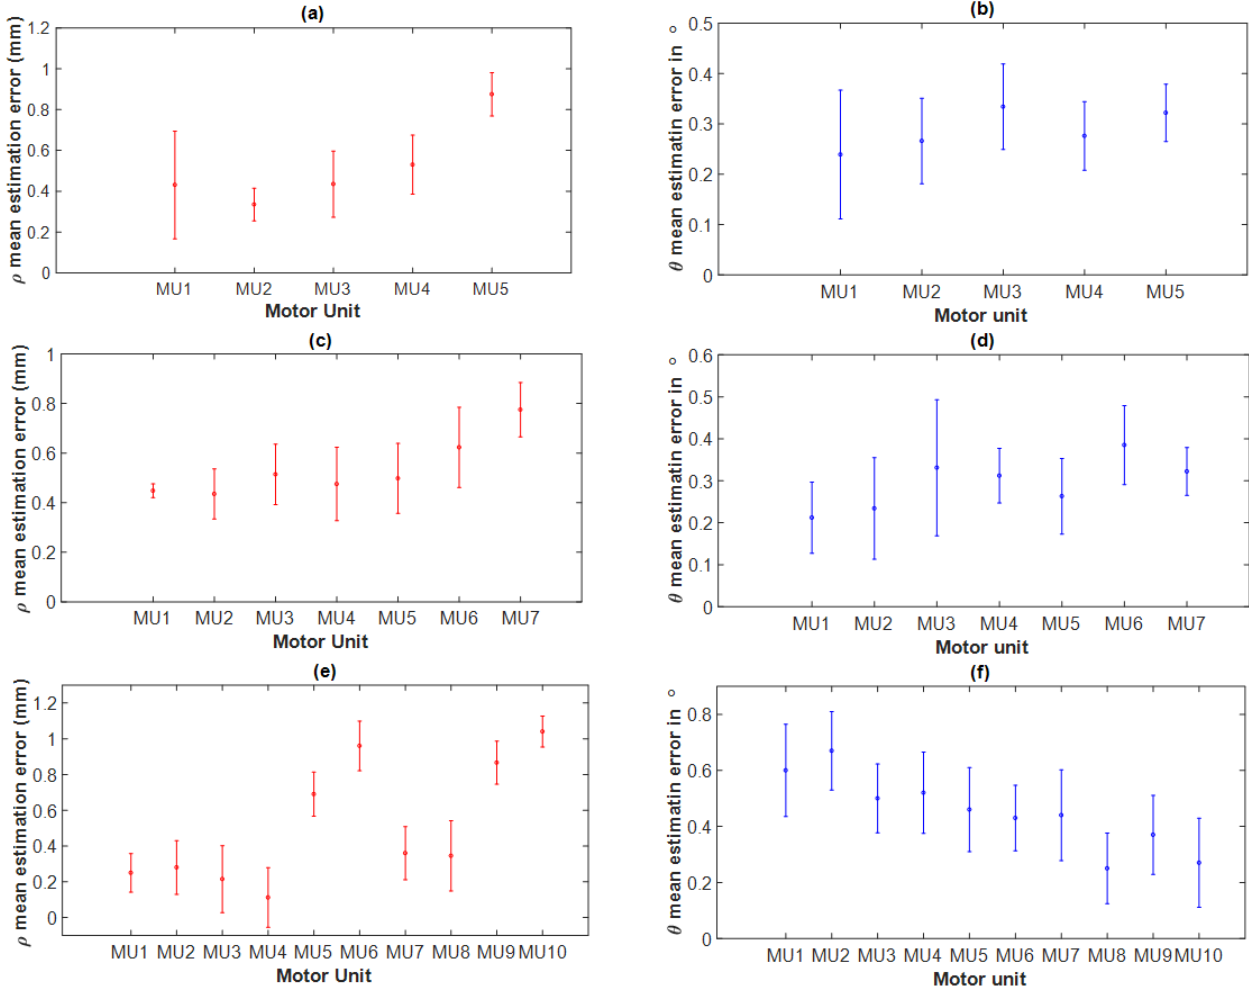 (a)
ρ mean estimation error (mm)
1.2
1
0.8
0.6
0.4
0.2
0
MU1 MU2 MU3 MU4 MU5
Motor Unit
(b)
θ mean estimatin error in °
0.5
0.4
0.3
0.2
0.1
0
MU1 MU2 MU3 MU4 MU5
Motor unit
(c)
ρ mean estimation error (mm)
1
0.8
0.6
0.4
0.2
0
MU1 MU2 MU3 MU4 MU5 MU6 MU7
Motor Unit
(d)
θ mean estimatin error in °
0.6
0.5
0.4
0.3
0.2
0.1
0
MU1 MU2 MU3 MU4 MU5 MU6 MU7
Motor unit
(e)
ρ mean estimation error (mm)
1.2
1
0.8
0.6
0.4
0.2
0
MU1 MU2 MU3 MU4 MU5 MU6 MU7 MU8 MU9 MU10
Motor Unit
(f)
θ mean estimatin error in °
0.8
0.6
0.4
0.2
0
MU1 MU2 MU3 MU4 MU5 MU6 MU7 MU8 MU9 MU10
Motor unit